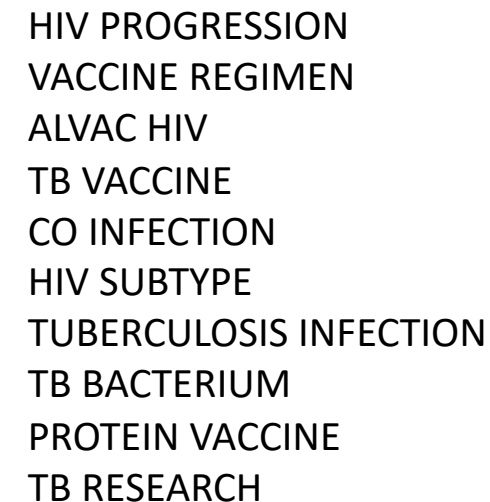 HIV PROGRESSION
VACCINE REGIMEN
ALVAC HIV
TB VACCINE
CO INFECTION
HIV SUBTYPE
TUBERCULOSIS INFECTION
TB BACTERIUM
PROTEIN VACCINE
TB RESEARCH